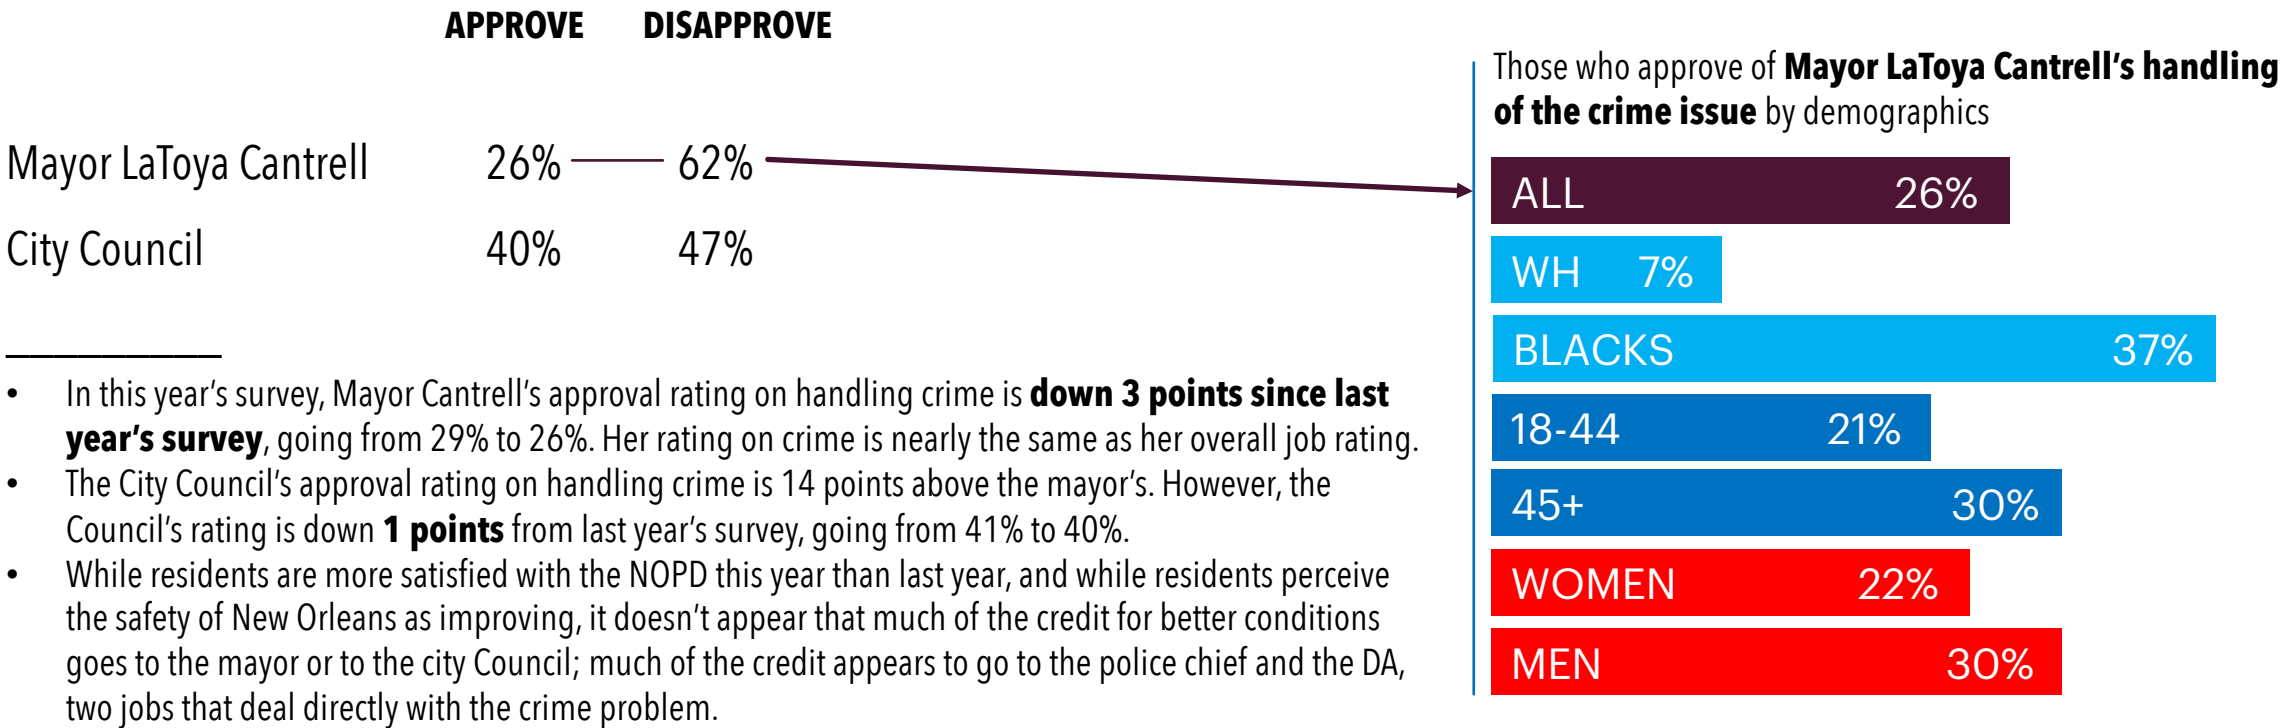 APPROVE DISAPPROVE
Mayor LaToya Cantrell 26% 62%
City Council 40% 47%
• In this year’s survey, Mayor Cantrell’s approval rating on handling crime is down 3 points since last
year’s survey, going from 29% to 26%. Her rating on crime is nearly the same as her overall job rating.
• The City Council’s approval rating on handling crime is 14 points above the mayor’s. However, the
Council’s rating is down 1 points from last year’s survey, going from 41% to 40%.
• While residents are more satisfied with the NOPD this year than last year, and while residents perceive
the safety of New Orleans as improving, it doesn’t appear that much of the credit for better conditions
goes to the mayor or to the city Council; much of the credit appears to go to the police chief and the DA,
two jobs that deal directly with the crime problem.
Those who approve of Mayor LaToya Cantrell’s handling
of the crime issue by demographics
ALL 26%
WH 7%
BLACKS 37%
18-44 21%
45+ 30%
WOMEN 22%
MEN 30%